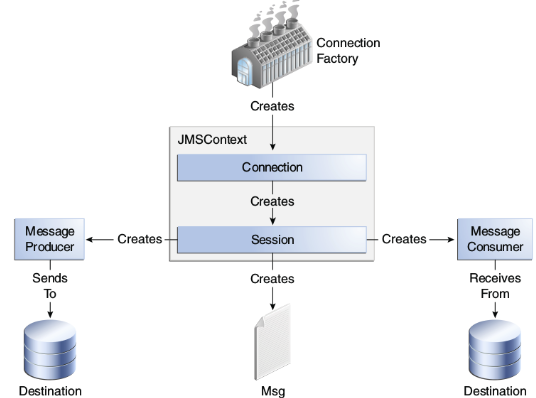 Connection
Factory
Creates
JMSContext
Connection
Creates
Message
Producer
Creates
Session
Creates
Message
Consumer
Sends
To
Creates
Receives
From
Destination
Msg
Destination